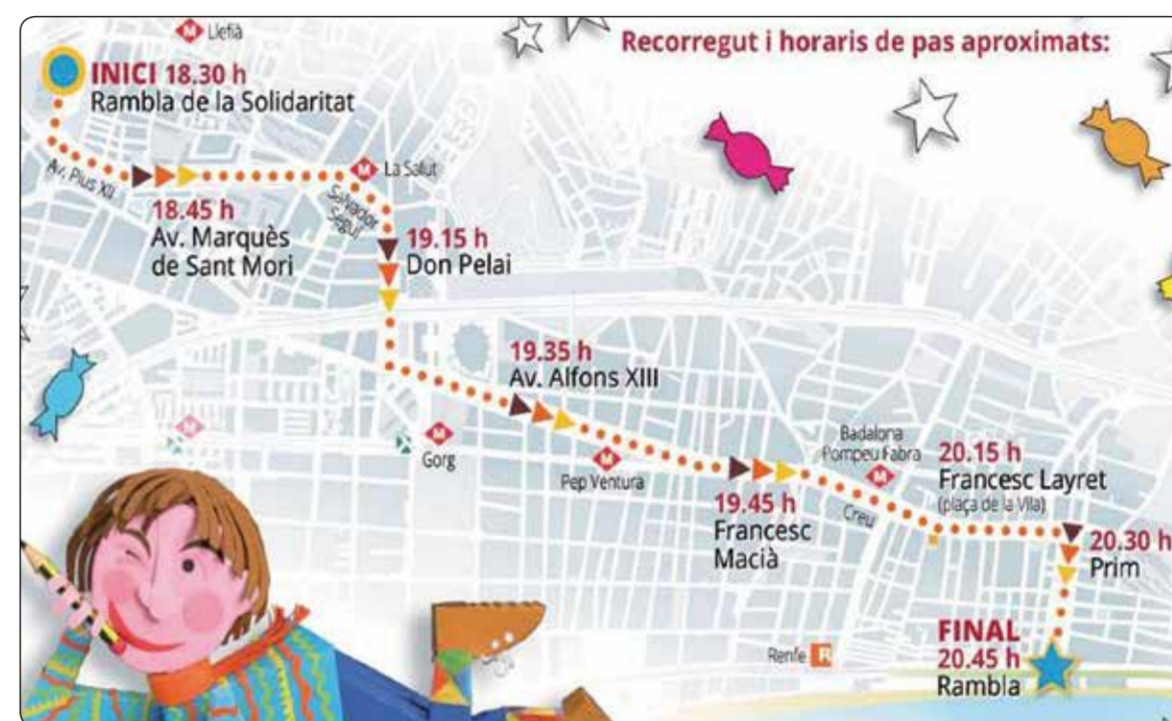 Recorregut i horaris de pas aproximats:
M Llefià
INICI 18.30 h
Rambla de la Solidaritat
Av. Pius XII
18.45 h
Av. Marquès
de Sant Mori
M La Salut
Salvador
Seguí
19.15 h
Don Pelai
19.35 h
Av. Alfons XIII
M
M
Gorg
M
Pep Ventura
19.45 h
Francesc
Macià
Badalona
Pompeu Fabra
M
Creu
20.15 h
Francesc Layret
(plaça de la Vila)
20.30 h
Prim
Renfe R
FINAL
20.45 h
Rambla